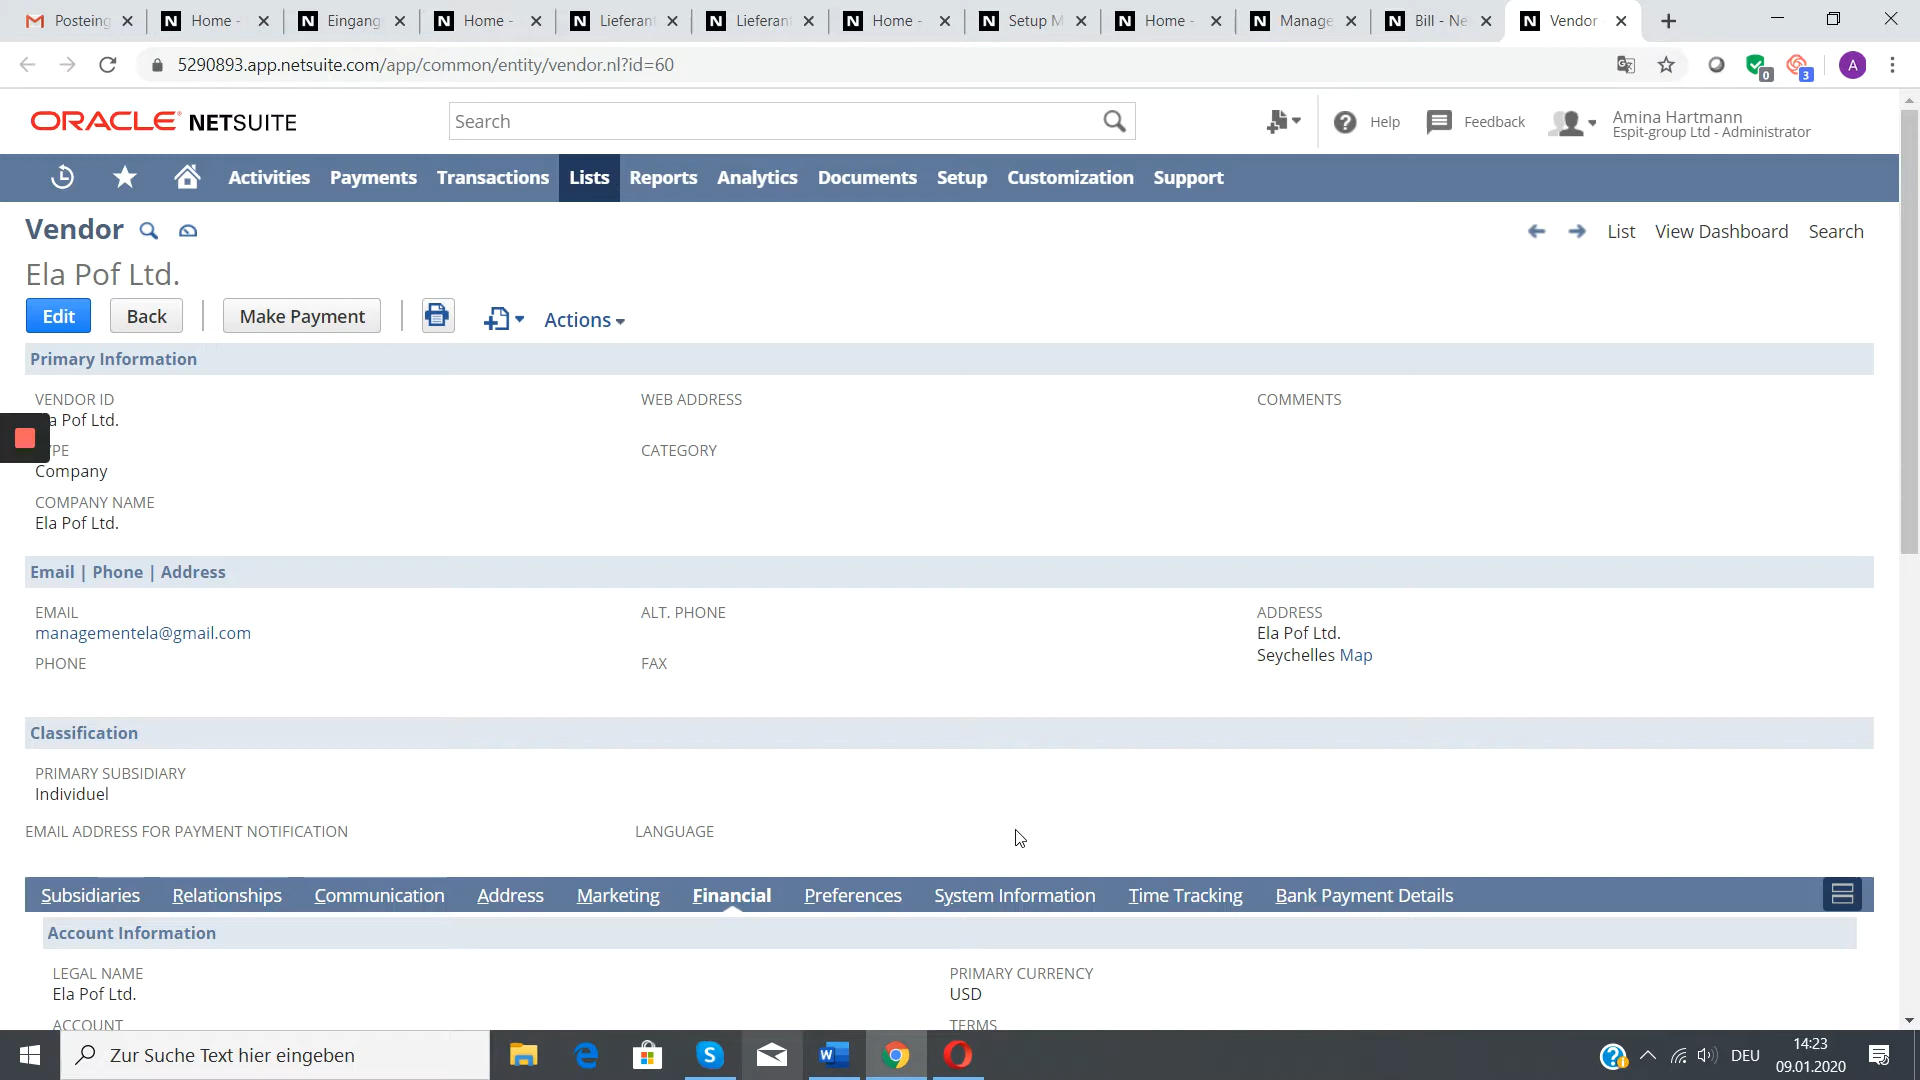 Posteing
Home -
Eingang
Home -
Lieferan
Lieferan
Home -
Setup M
Home -
Manage
Bill - Ne
Vendor
5290893.app.netsuite.com/app/common/entity/vendor.nl?id=60
0
3
A
ORACLE NETSUITE
Search
Help
Feedback
Amina Hartmann
Espit-group Ltd - Administrator
Activities Payments Transactions Lists Reports Analytics Documents Setup Customization Support
Vendor
List View Dashboard Search
Ela Pof Ltd.
Edit Back Make Payment Actions
Primary Information
VENDOR ID
a Pof Ltd.
PE
Company
COMPANY NAME
Ela Pof Ltd.
WEB ADDRESS
CATEGORY
COMMENTS
Email | Phone | Address
EMAIL
managementela@gmail.com
PHONE
ALT. PHONE
FAX
ADDRESS
Ela Pof Ltd.
Seychelles Map
Classification
PRIMARY SUBSIDIARY
Individuel
EMAIL ADDRESS FOR PAYMENT NOTIFICATION
LANGUAGE
Subsidiaries Relationships Communication Address Marketing Financial Preferences System Information Time Tracking Bank Payment Details
Account Information
LEGAL NAME
Ela Pof Ltd.
ACCOUNT
PRIMARY CURRENCY
USD
TERMS
Zur Suche Text hier eingeben
DEU
14:23
09.01.2020